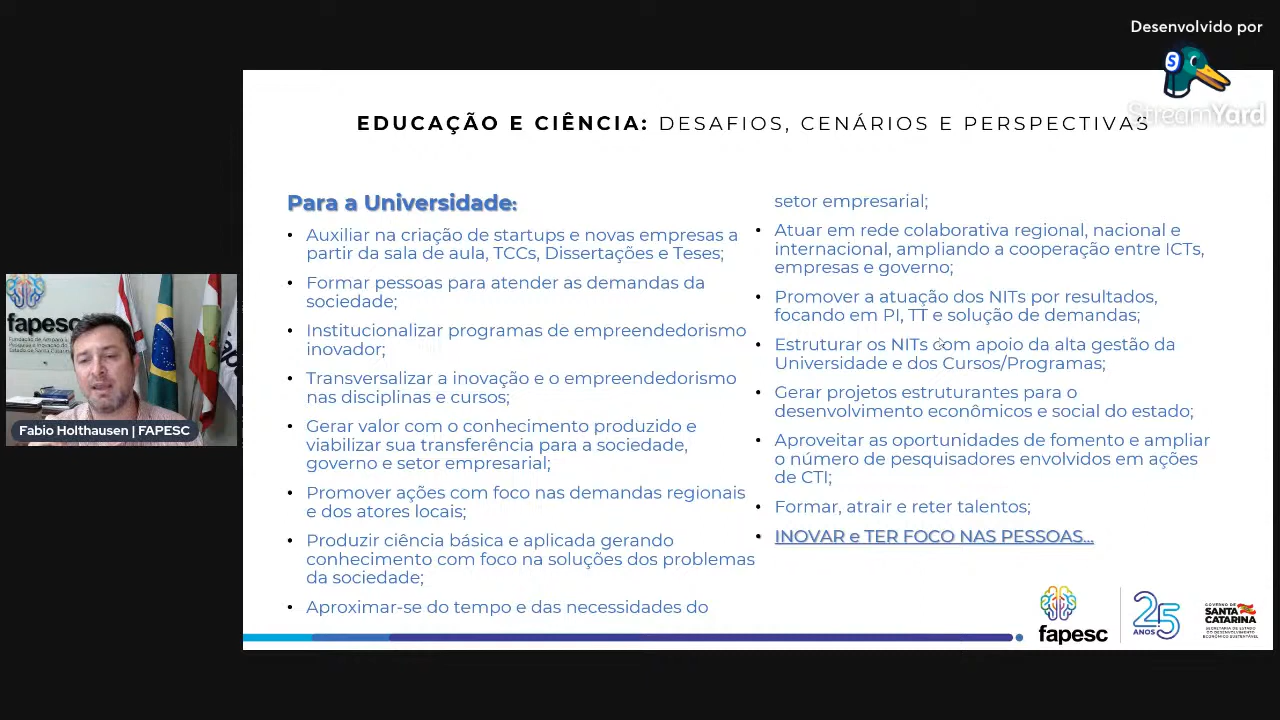 Desenvolvido por
StreamYard
EDUCAÇÃO E CIÊNCIA: DESAFIOS, CENÁRIOS E PERSPECTIVAS
Para a Universidade:
• Auxiliar na criação de startups e novas empresas a
partir da sala de aula, TCCs, Dissertações e Teses;
• Formar pessoas para atender as demandas da
sociedade;
• Institucionalizar programas de empreendedorismo
inovador;
• Transversalizar a inovação e o empreendedorismo
nas disciplinas e cursos;
• Gerar valor com o conhecimento produzido e
viabilizar sua transferência para a sociedade,
governo e setor empresarial;
• Promover ações com foco nas demandas regionais
e dos atores locais;
• Produzir ciência básica e aplicada gerando
conhecimento com foco na soluções dos problemas
da sociedade;
• Aproximar-se do tempo e das necessidades do
setor empresarial;
• Atuar em rede colaborativa regional, nacional e
internacional, ampliando a cooperação entre ICTs,
empresas e governo;
• Promover a atuação dos NITs por resultados,
focando em PI, TT e solução de demandas;
• Estruturar os NITs com apoio da alta gestão da
Universidade e dos Cursos/Programas;
• Gerar projetos estruturantes para o
desenvolvimento econômicos e social do estado;
• Aproveitar as oportunidades de fomento e ampliar
o número de pesquisadores envolvidos em ações
de CTI;
• Formar, atrair e reter talentos;
• INOVAR e TER FOCO NAS PESSOAS...
fapesc
Fundação de Amparo à
Pesquisa e Inovação do
Estado de Santa Catarina
Fabio Holthausen | FAPESC
fapesc
25
ANOS
GOVERNO DE
SANTA
CATARINA
SECRETARIA DE ESTADO
DO DESENVOLVIMENTO
ECONÔMICO SUSTENTÁVEL